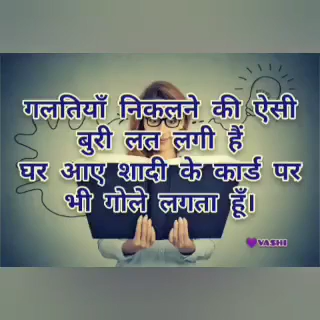 गलतियाँ निकलने की ऐसी
बुरी लत लगी हैं
घर आए शादी के कार्ड पर
भी गोले लगता हूँ।
VASHI